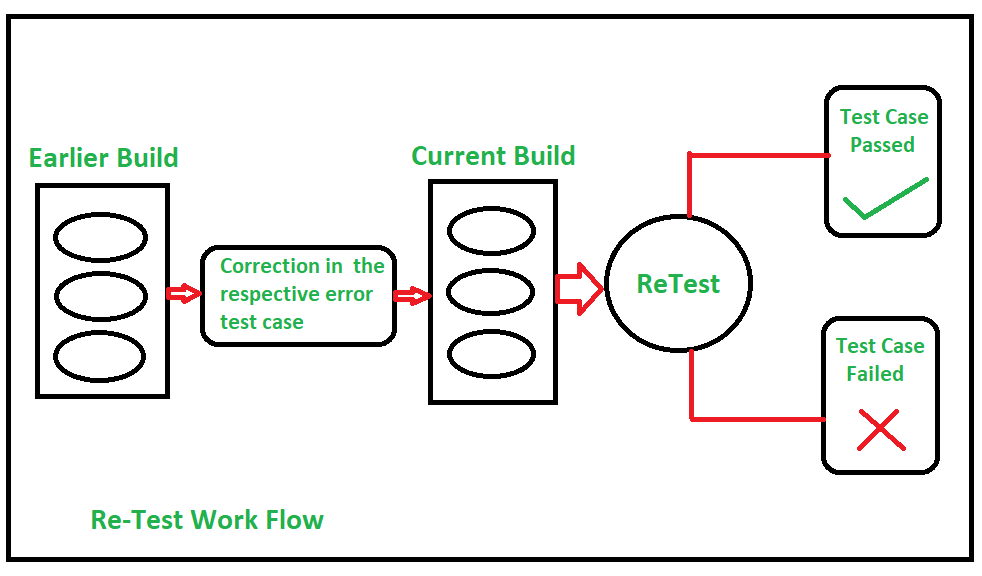 Earlier Build
Correction in the
respective error
test case
Current Build
ReTest
Test Case
Passed
Test Case
Failed
Re-Test Work Flow